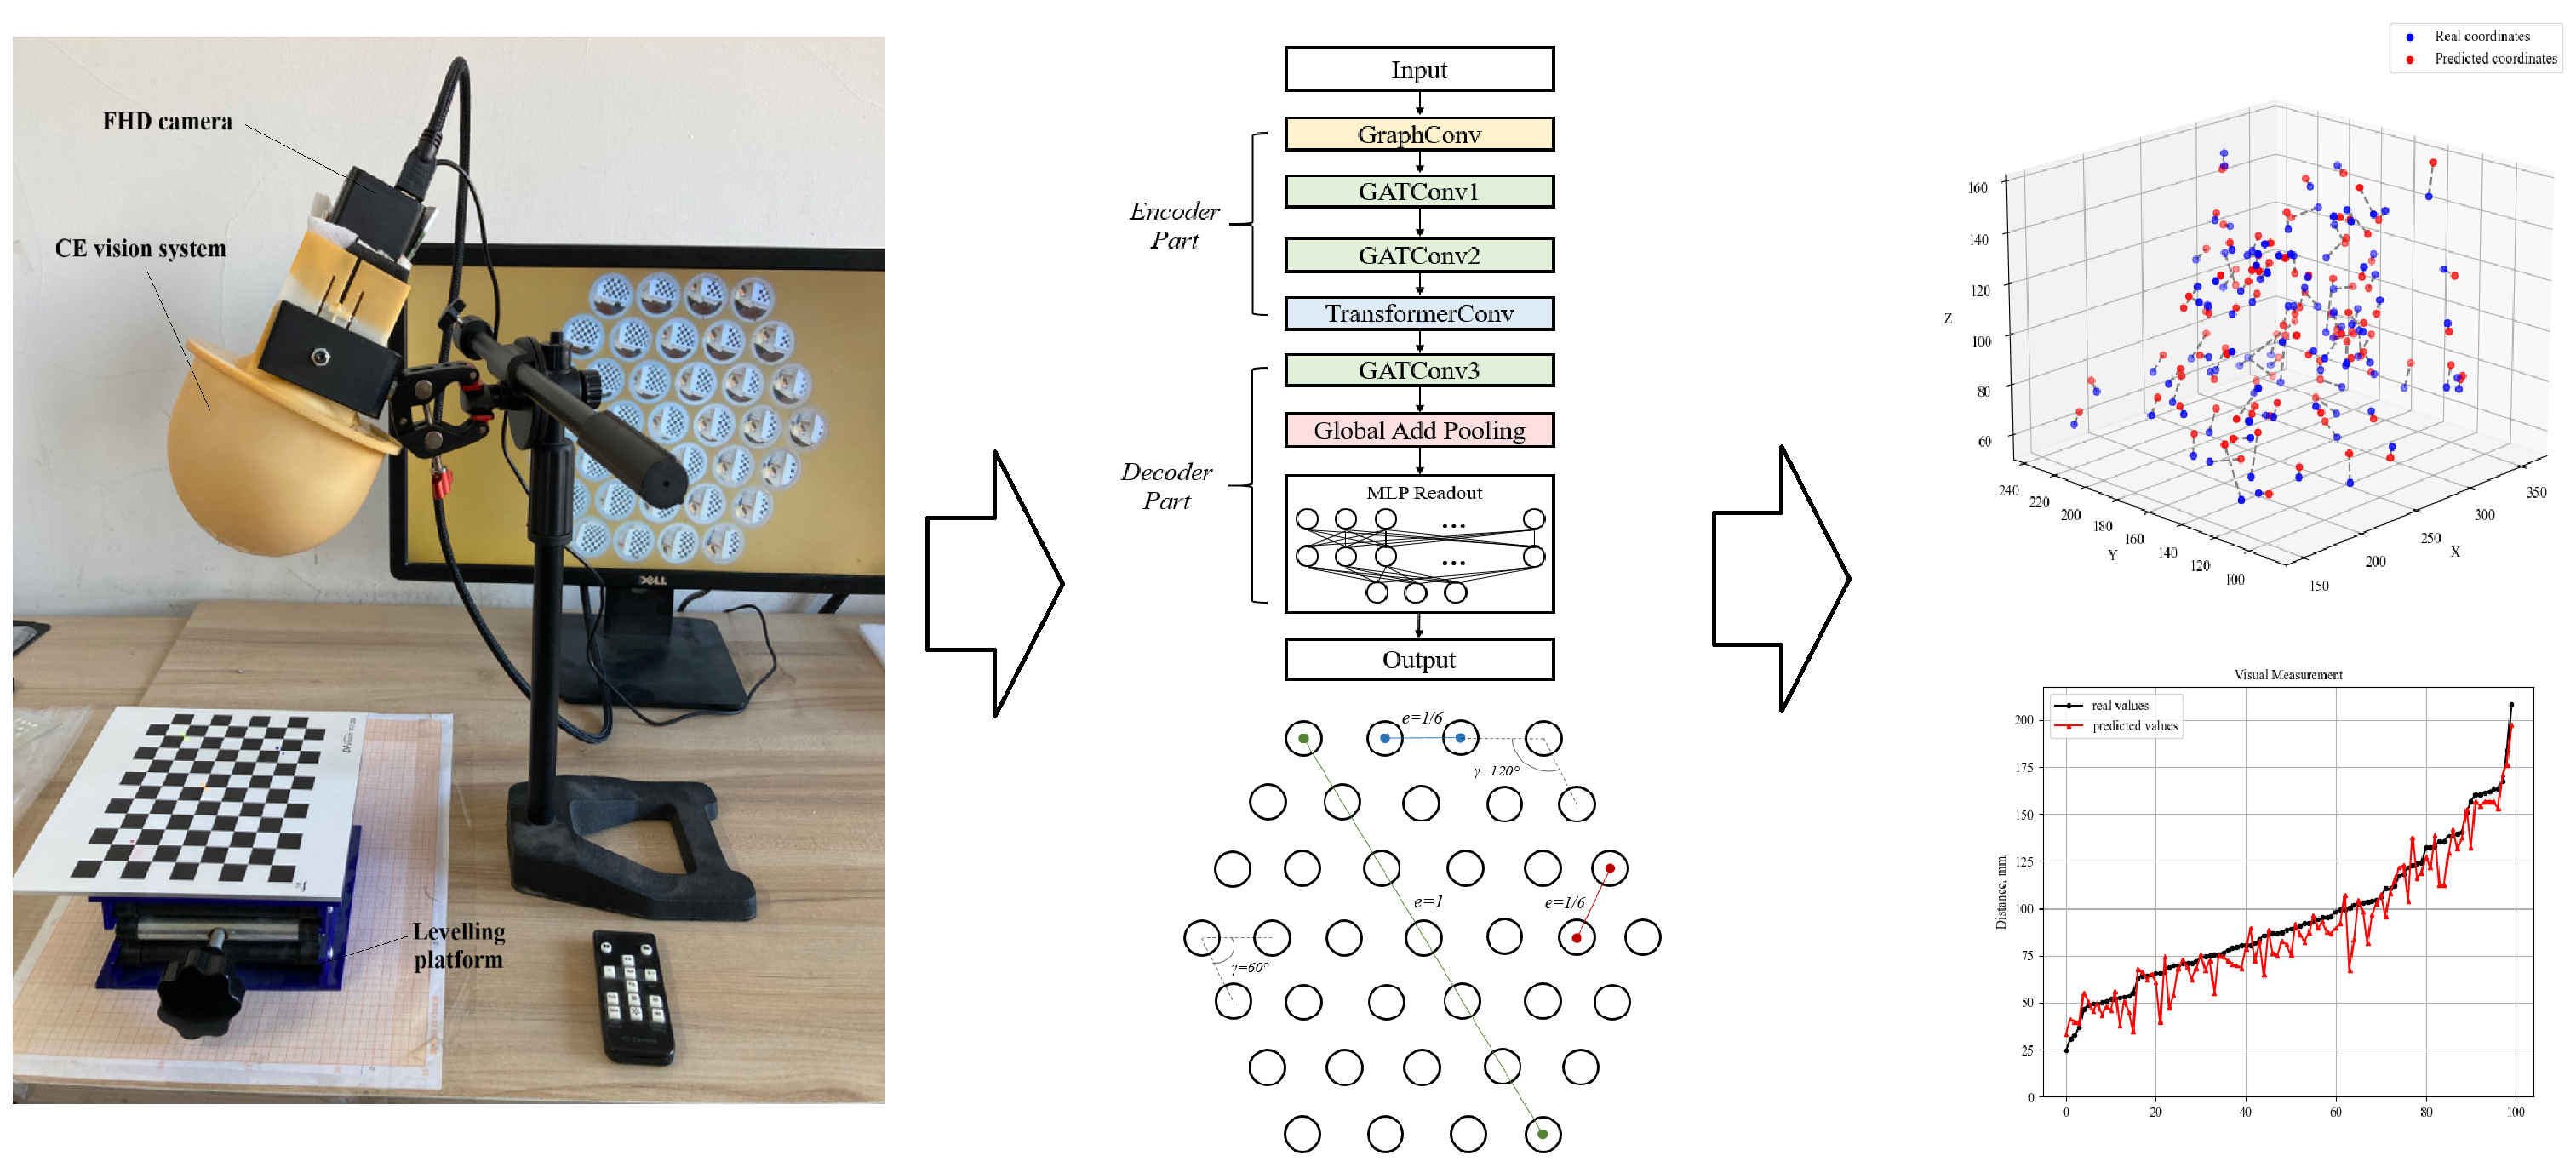 FHD camera
CE vision system
DELL
Levelling
platform
Input
GraphConv
GATConv1
GATConv2
TransformerConv
GATConv3
Global Add Pooling
MLP Readout
...
...
Output
Encoder
Part
Decoder
Part
e=1/6
γ=120°
e=1
e=1/6
γ=60°
Real coordinates
Predicted coordinates
160
140
120
100
80
60
Z
240
220
200
180
160
140
120
100
Y
150
200
250
300
350
X
Visual Measurement
real values
predicted values
200
175
150
125
100
75
50
25
0
Distance, mm
0
20
40
60
80
100